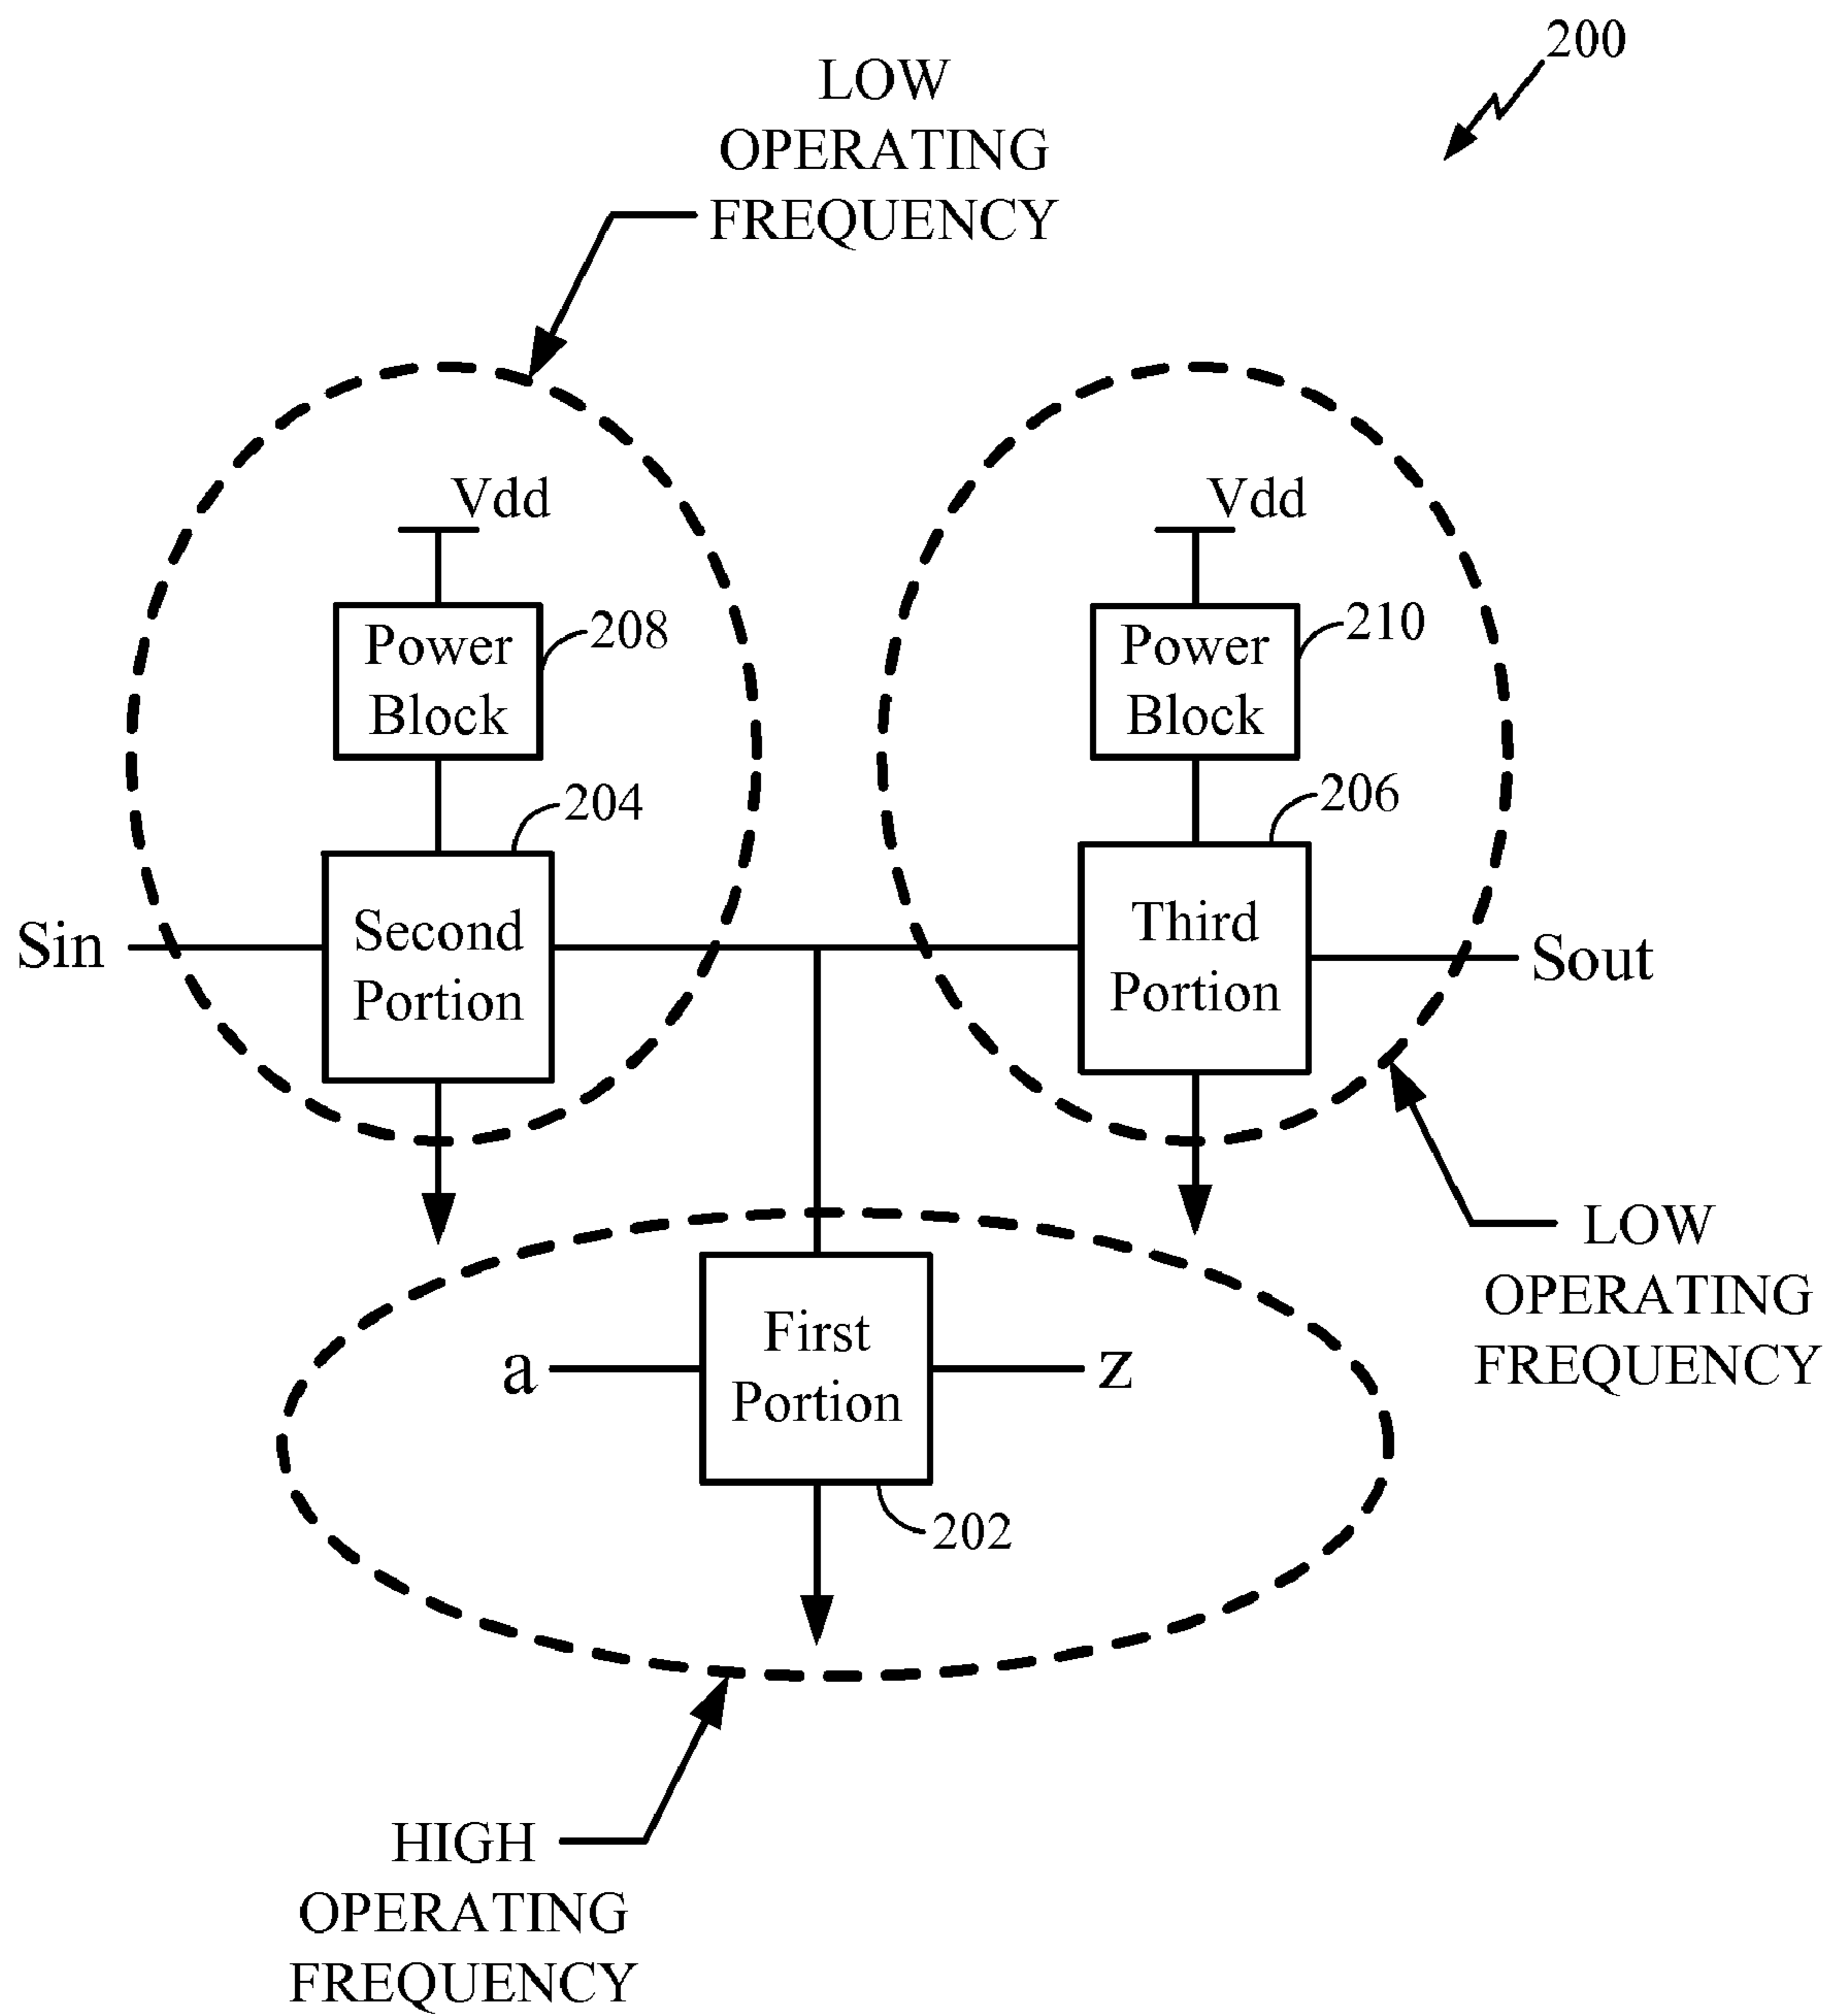 200
LOW
OPERATING
FREQUENCY
Vdd
Vdd
Power
Block
208
Power
Block
210
204
206
Sin
Second
Portion
Third
Portion
Sout
LOW
OPERATING
FREQUENCY
a
First
Portion
z
202
HIGH
OPERATING
FREQUENCY